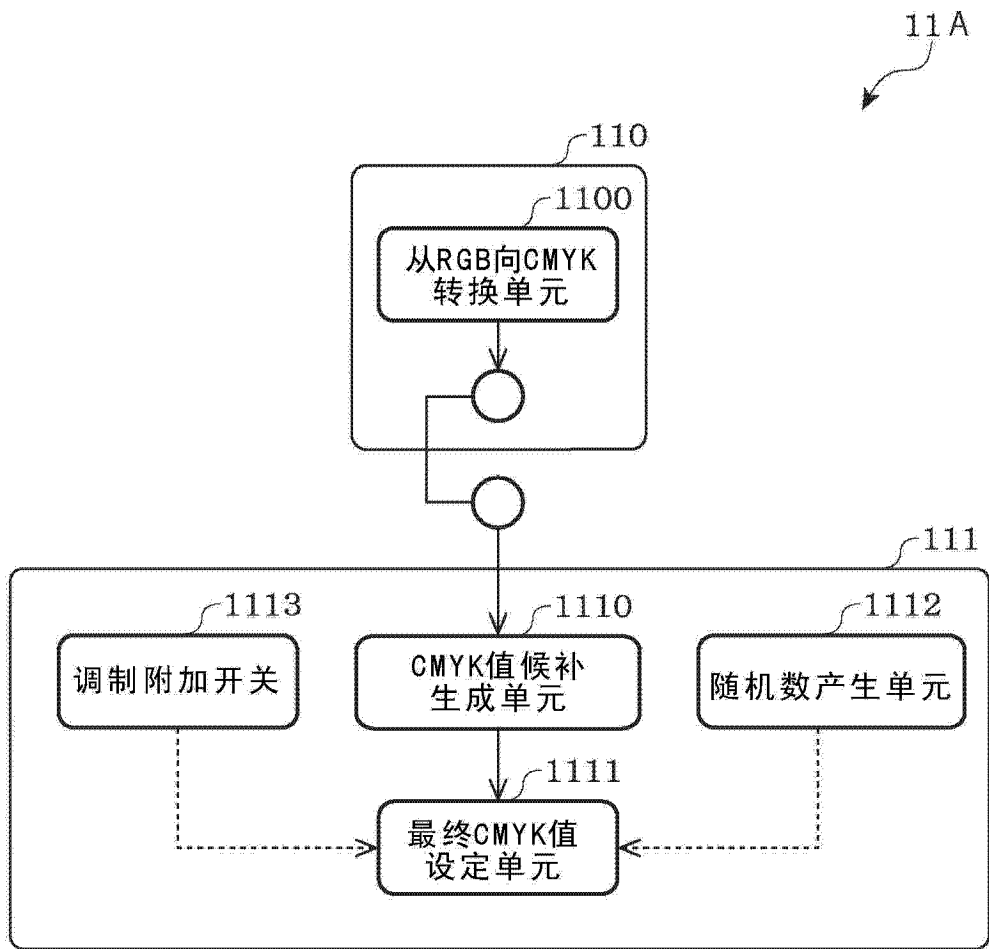 11A
110
1100
从RGB向CMYK
转换单元
111
1113
1110
1112
调制附加开关
CMYK值候补
生成单元
随机数产生单元
1111
最终CMYK值
设定单元